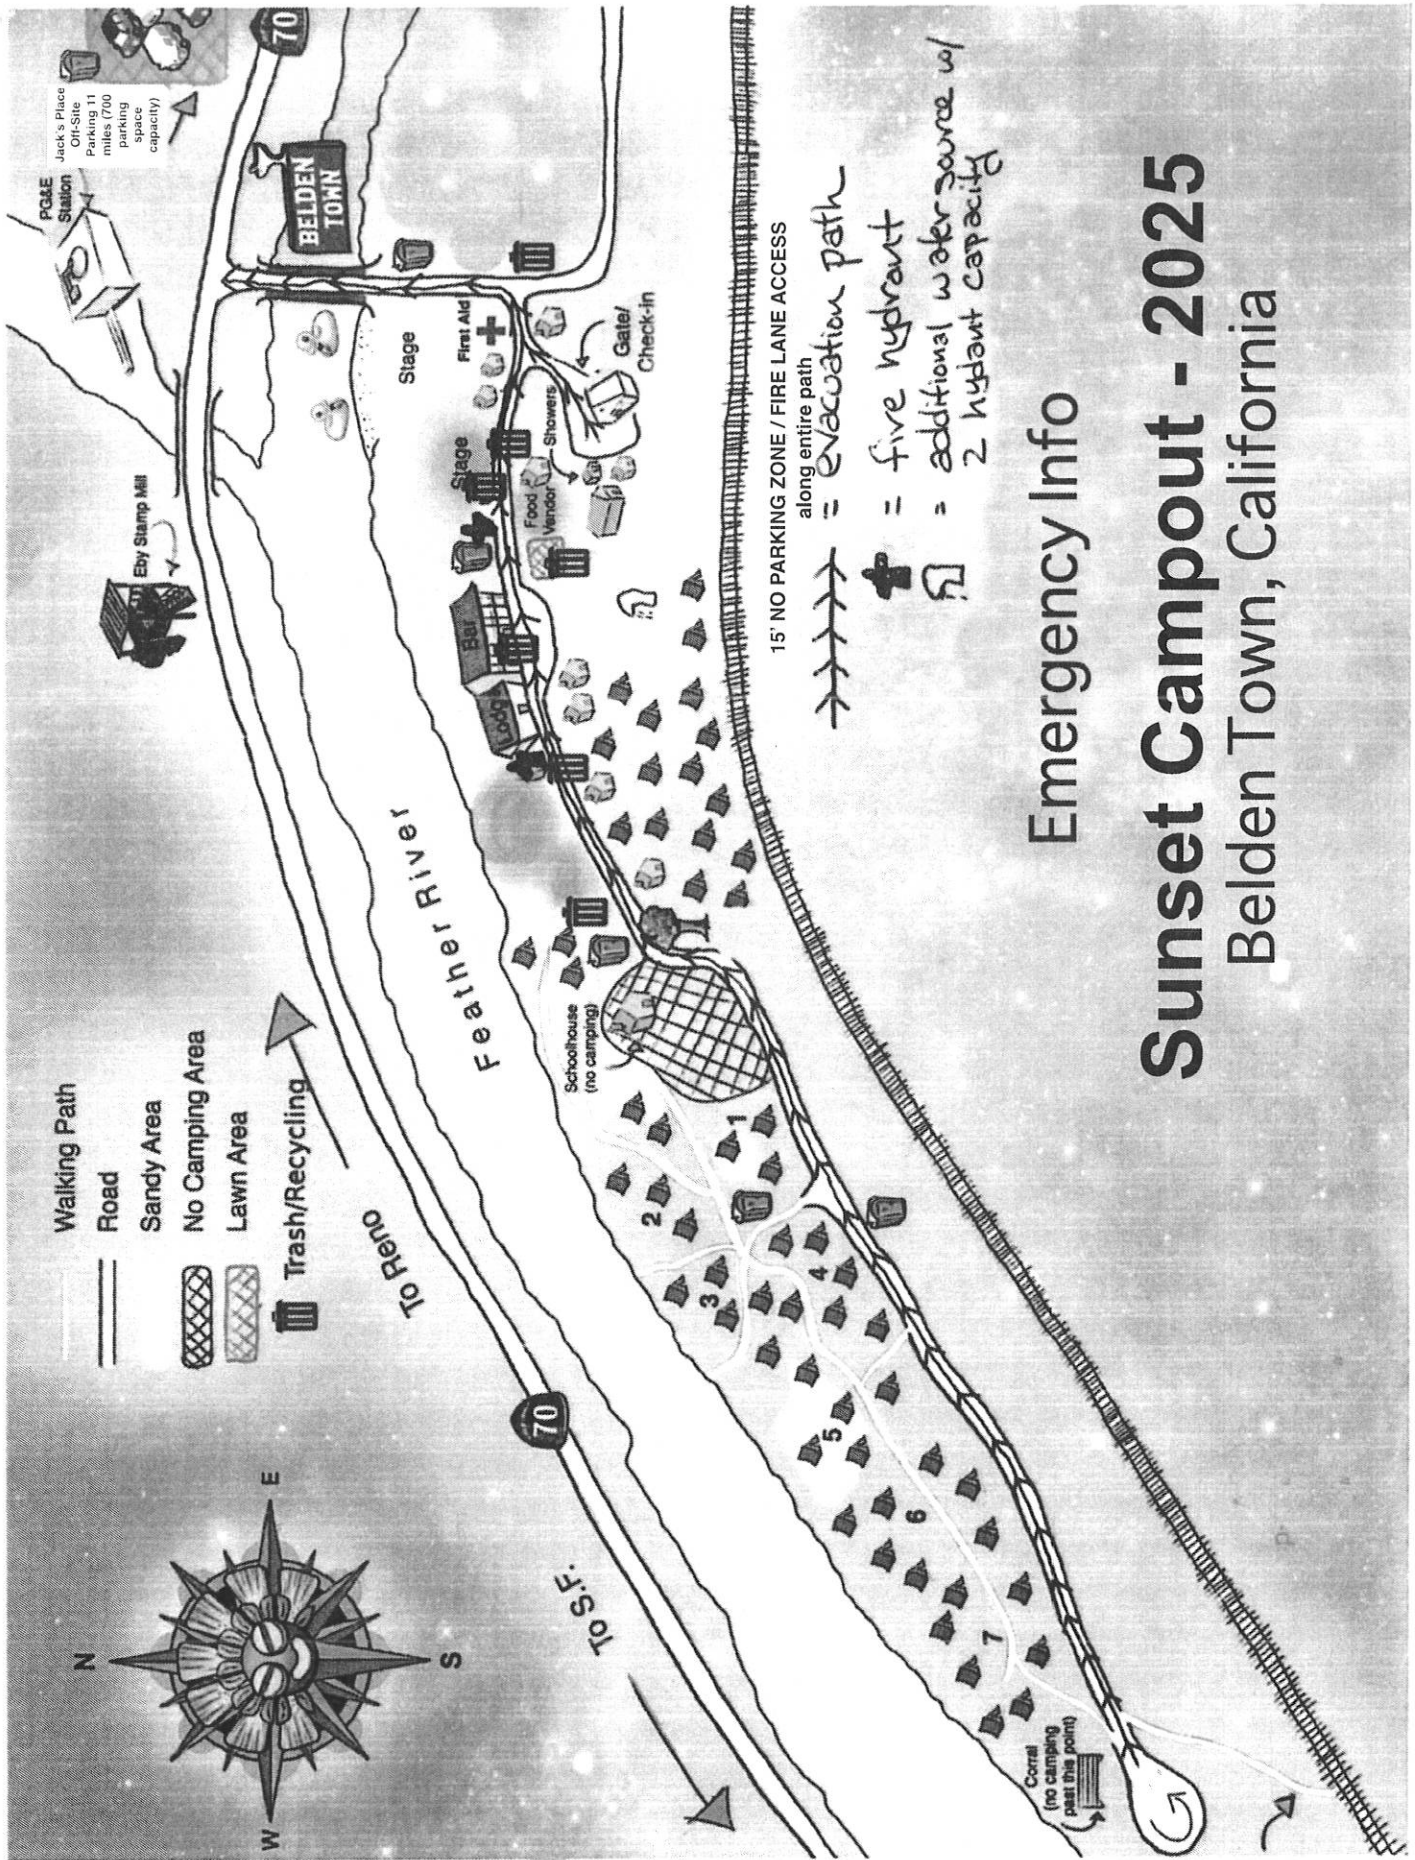 N
E
S
W
Walking Path
Road
Sandy Area
No Camping Area
Lawn Area
Trash/Recycling
To Reno
To S.F.
70
70
Feather River
Eby Stamp Mill
PG&E
Station
Jack's Place
Off-Site
Parking 11
miles (700
parking
space
capacity)
BELDEN
TOWN
Stage
First Aid
Stage
Gate/
Check-in
Showers
Food
Vendor
Bar
Lodge
Schoolhouse
(no camping)
1
2
3
4
5
6
7
Corral
(no camping
past this point)
15' NO PARKING ZONE / FIRE LANE ACCESS
along entire path
= evacuation path
= fire hydrant
= additional water source w/
2 hydant capacity
Emergency Info
Sunset Campout - 2025
Belden Town, California